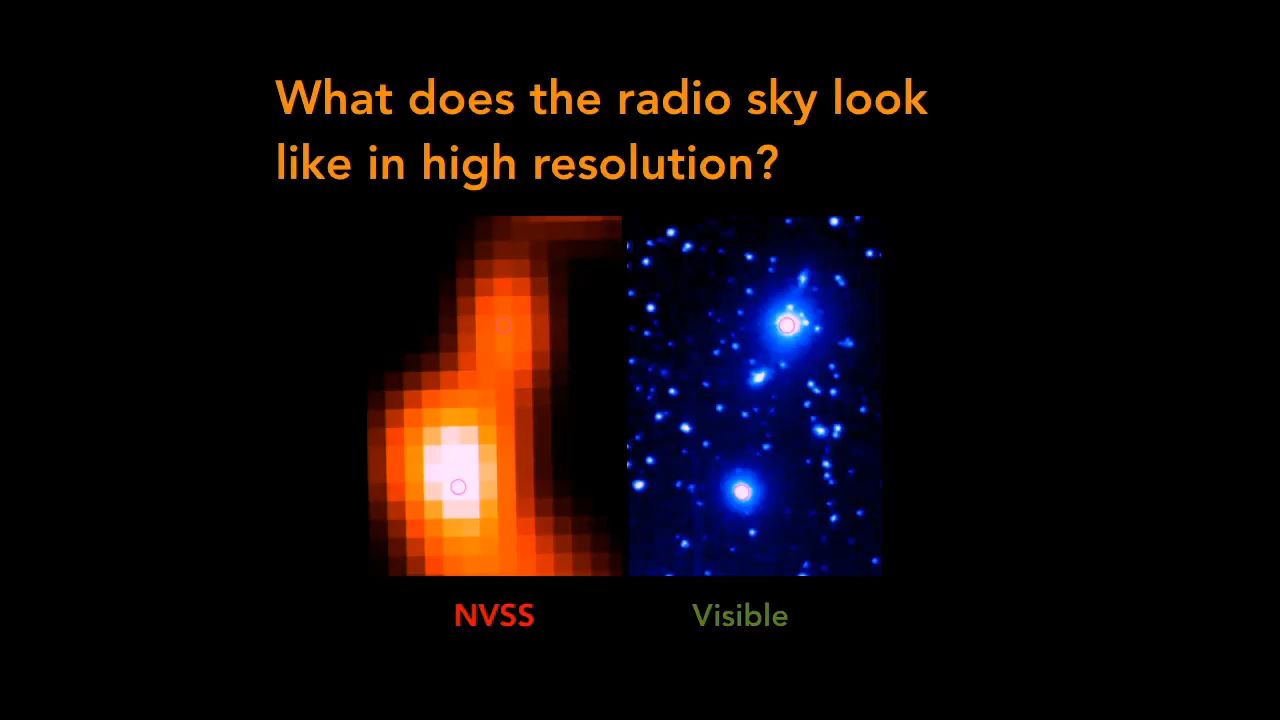 What does the radio sky look
like in high resolution?
NVSS
Visible